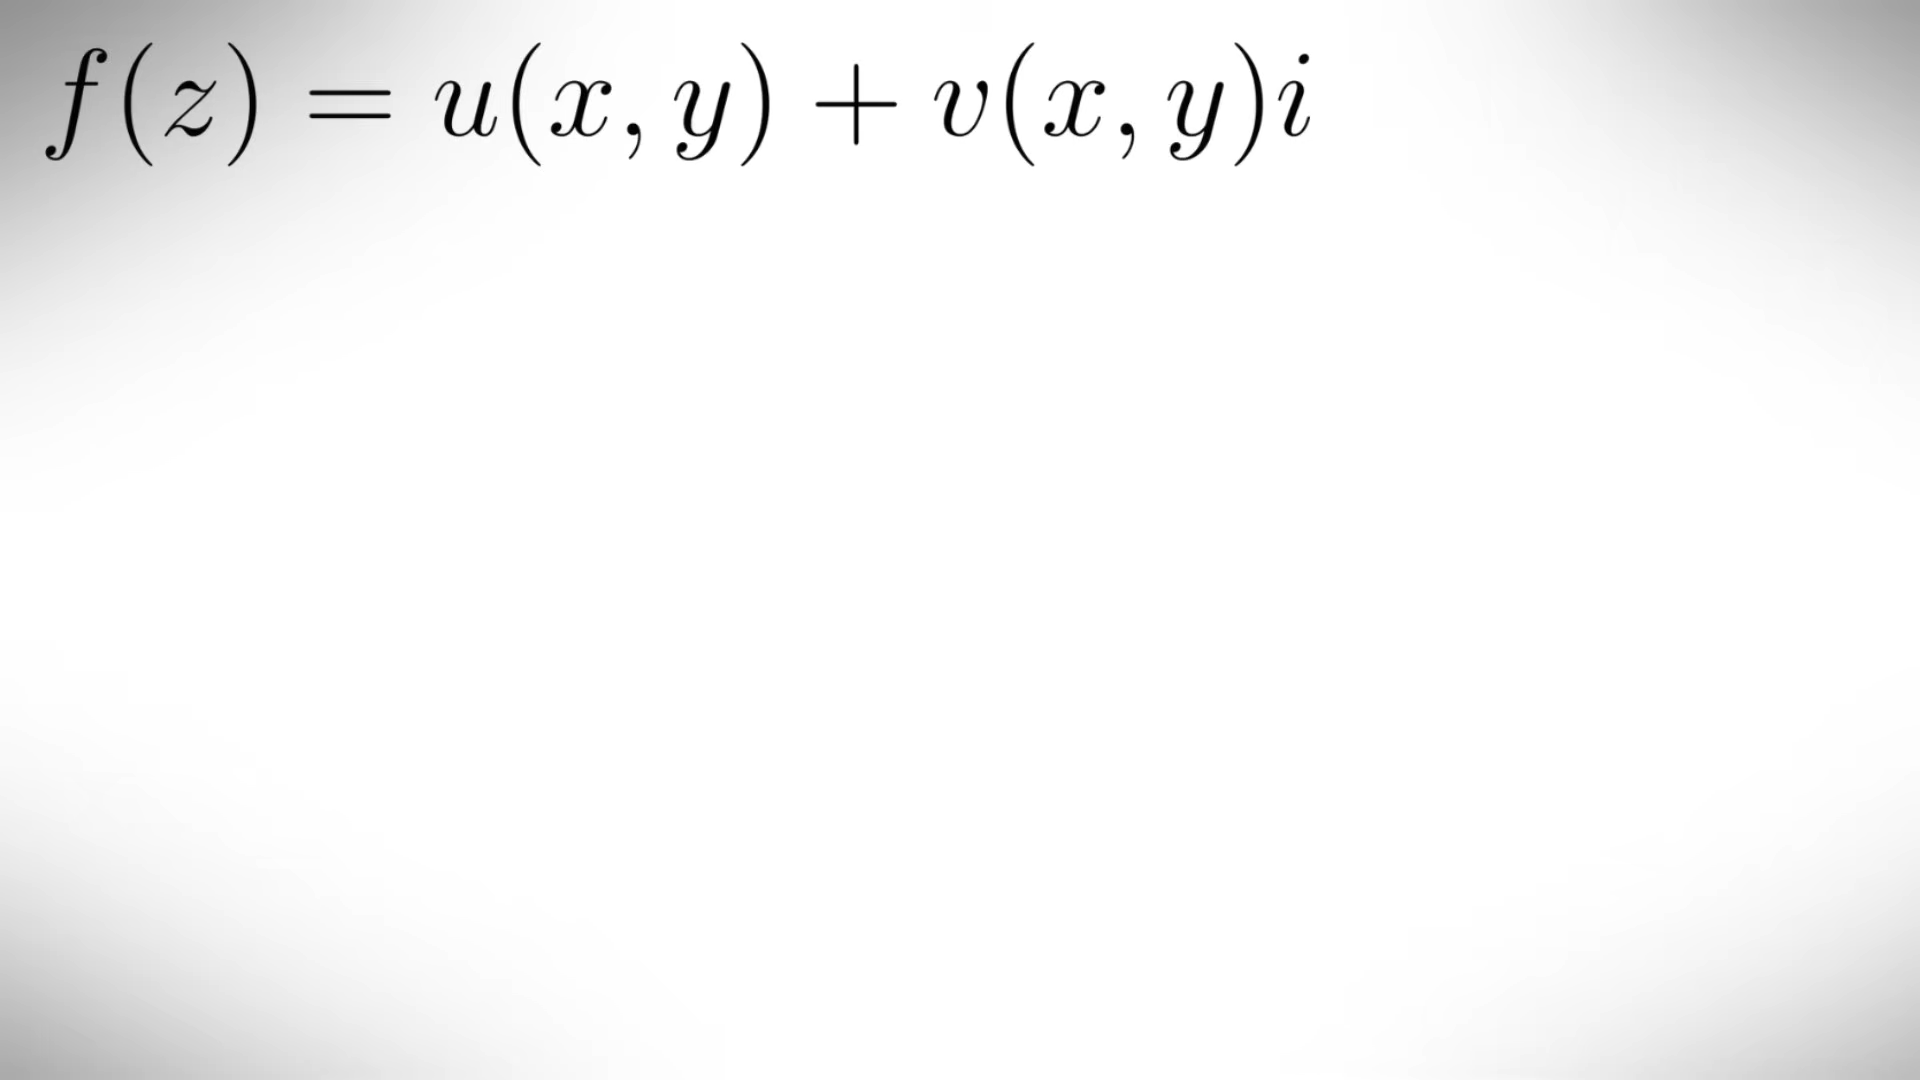 f(z) = u(x, y) + v(x, y)i